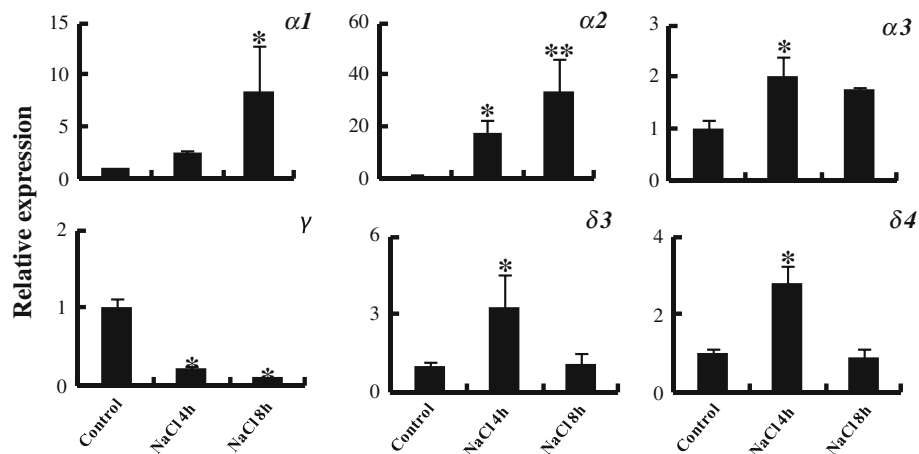 Relative expression
α1
15
10
5
0
*
α2
60
40
20
0
*
**
α3
3
2
1
0
*
γ
2
1
0
*
*
Control
NaCl4h
NaCl8h
δ3
6
3
0
*
Control
NaCl4h
NaCl8h
δ4
4
2
0
*
Control
NaCl4h
NaCl8h